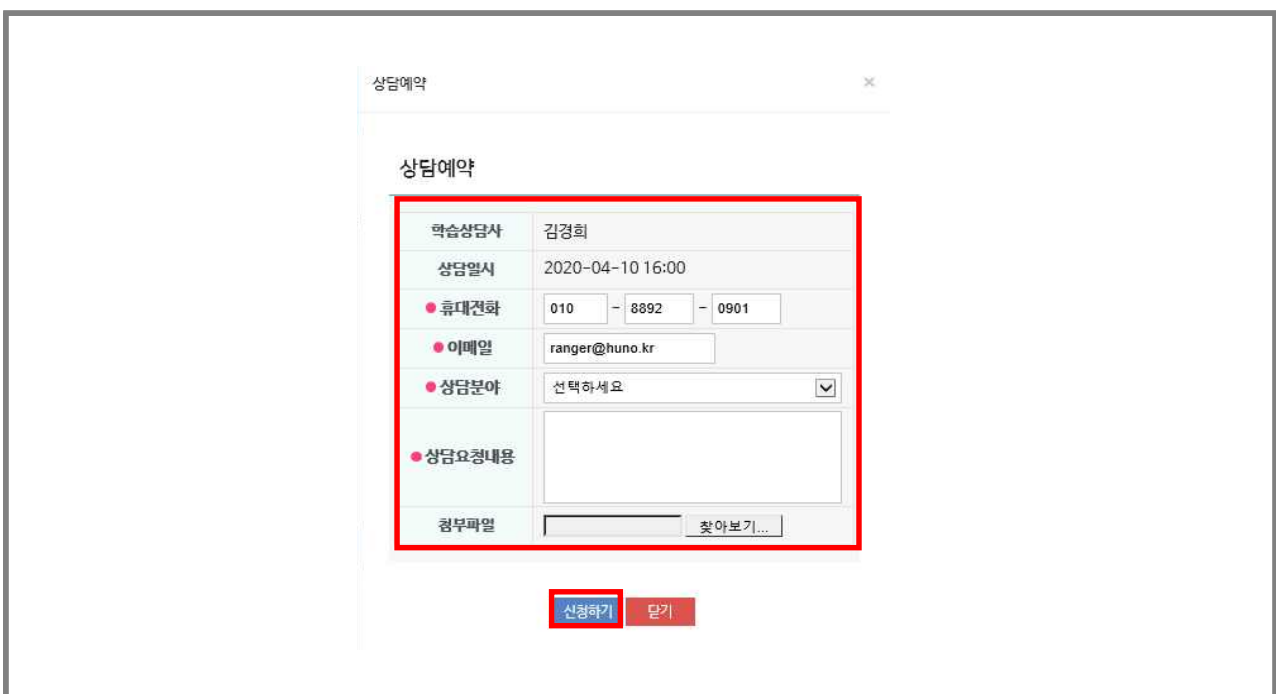 상담예약 ×
상담예약
학습상담사 김경희
상담일시 2020-04-10 16:00
● 휴대전화 010 - 8892 - 0901
● 이메일 ranger@huno.kr
● 상담분야 선택하세요
● 상담요청내용
첨부파일 찾아보기...
신청하기 닫기